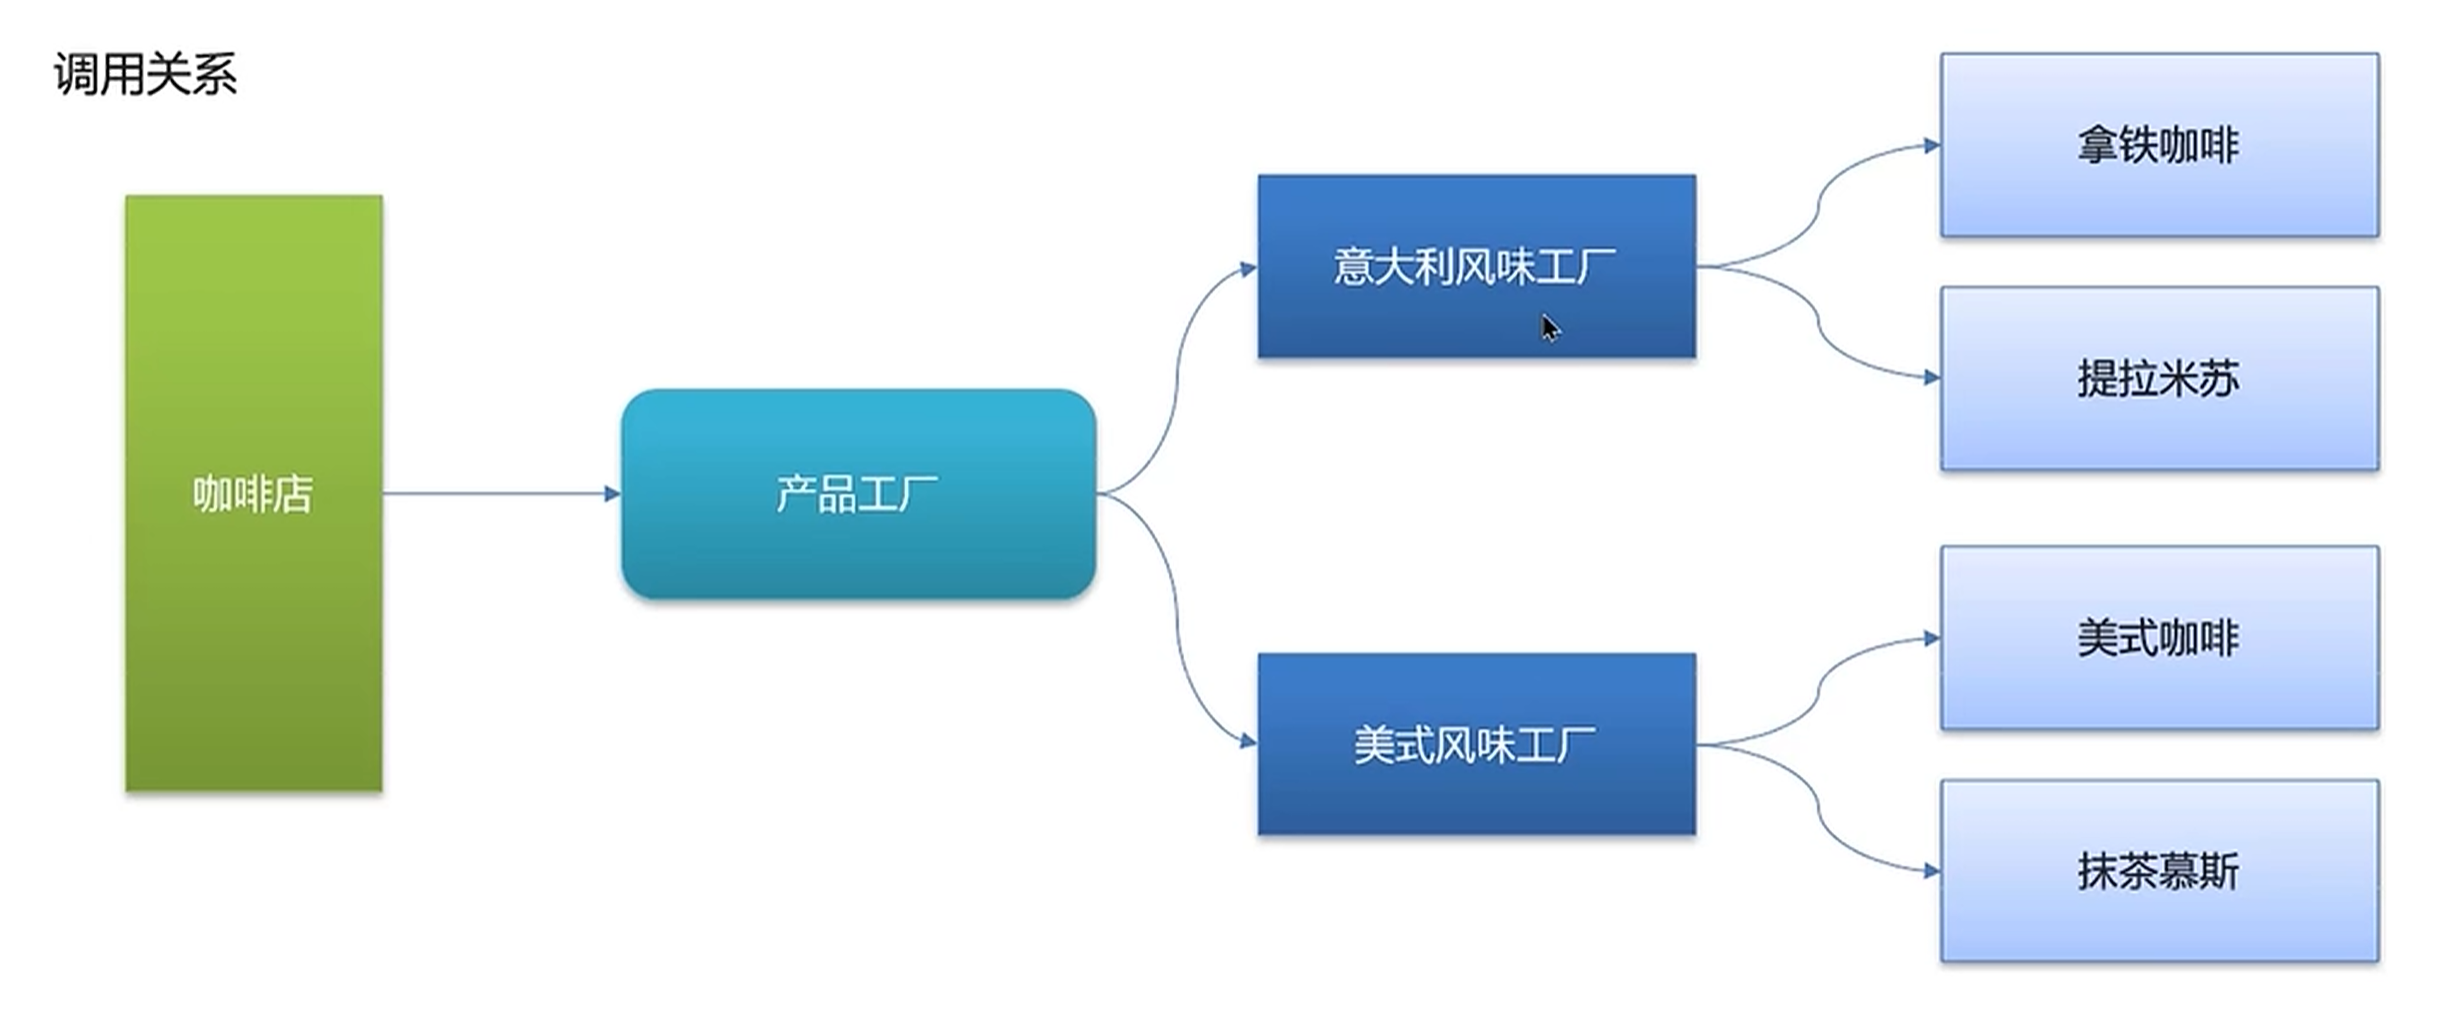 调用关系
咖啡店
产品工厂
意大利风味工厂
美式风味工厂
拿铁咖啡
提拉米苏
美式咖啡
抹茶慕斯